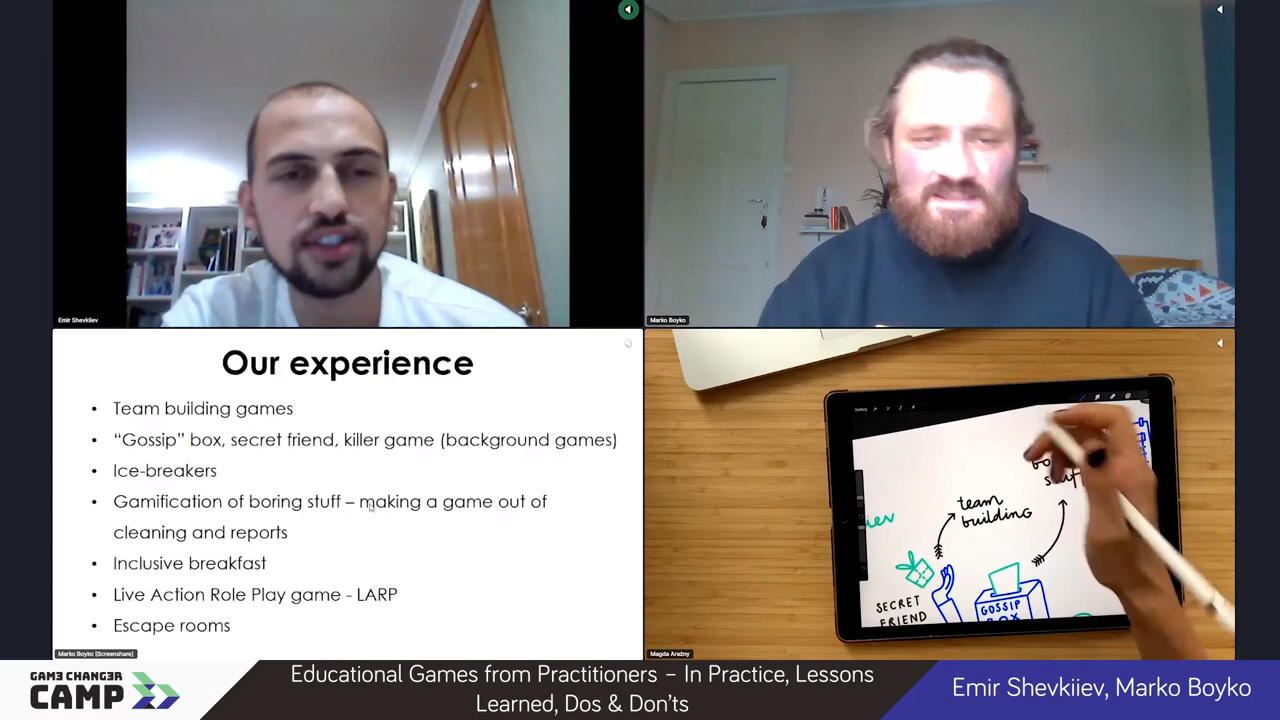 Emir Shevkiiev
Marko Boyko
Our experience
• Team building games
• “Gossip” box, secret friend, killer game (background games)
• Ice-breakers
• Gamification of boring stuff – making a game out of
cleaning and reports
• Inclusive breakfast
• Live Action Role Play game - LARP
• Escape rooms
Marko Boyko [Screenshare]
Gallery
team
building
SECRET
FRIEND
GOSSIP
BOX
Magda Arażny
GAME CHANGER
CAMP
Educational Games from Practitioners – In Practice, Lessons
Learned, Dos & Don'ts
Emir Shevkiiev, Marko Boyko